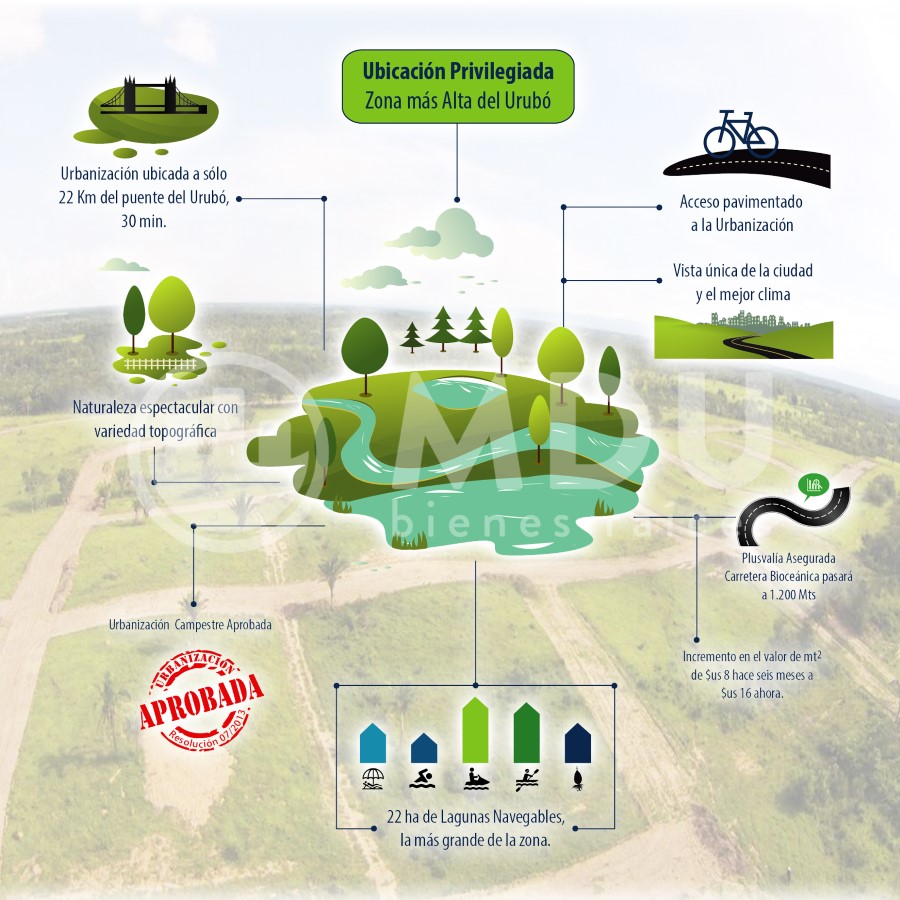 Ubicación Privilegiada
Zona más Alta del Urubó
Urbanización ubicada a sólo
22 Km del puente del Urubó,
30 min.
Acceso pavimentado
a la Urbanización
Vista única de la ciudad
y el mejor clima
Naturaleza espectacular con
variedad topográfica
MDU
bienes raíces
Plusvalía Asegurada
Carretera Bioceánica pasará
a 1.200 Mts
Urbanización Campestre Aprobada
URBANIZACIÓN
APROBADA
Resolución 07/2013
Incremento en el valor de mt²
de $us 8 hace seis meses a
$us 16 ahora.
22 ha de Lagunas Navegables,
la más grande de la zona.